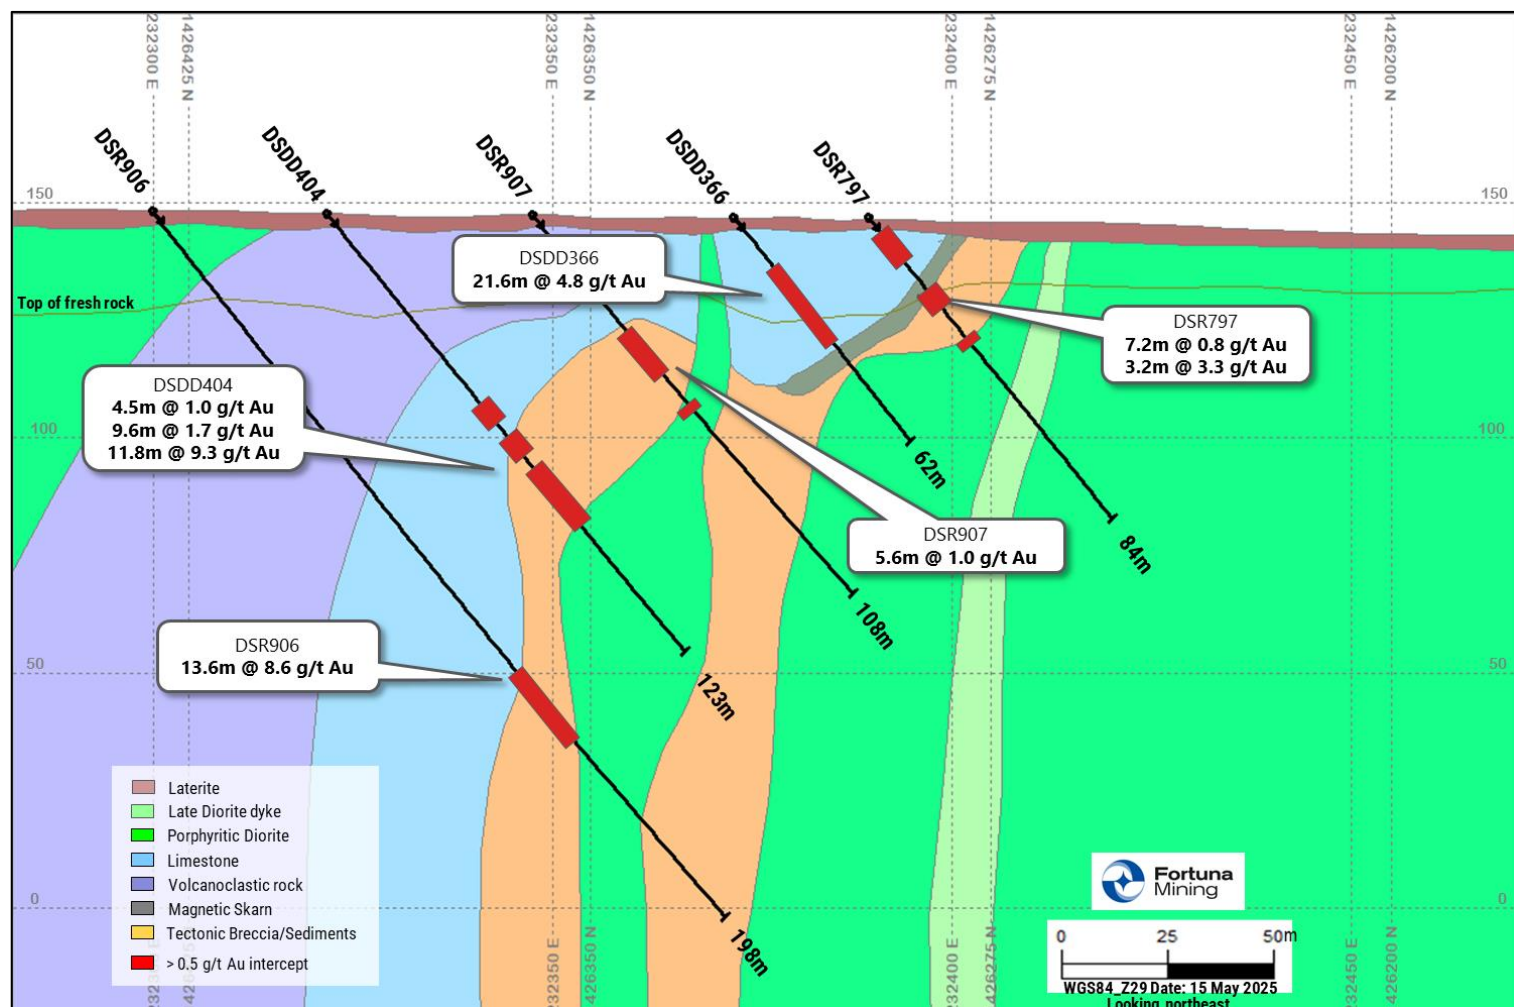 232300 E
1426425 N
232350 E
1426350 N
232400 E
1426275 N
232450 E
1426200 N
DSR906
DSDD404
DSR907
DSDD366
DSR797
150
150
DSDD366
21.6m @ 4.8 g/t Au
Top of fresh rock
DSR797
7.2m @ 0.8 g/t Au
3.2m @ 3.3 g/t Au
DSDD404
4.5m @ 1.0 g/t Au
9.6m @ 1.7 g/t Au
11.8m @ 9.3 g/t Au
100
100
62m
DSR907
5.6m @ 1.0 g/t Au
84m
108m
DSR906
13.6m @ 8.6 g/t Au
50
50
123m
Laterite
Late Diorite dyke
Porphyritic Diorite
Limestone
Volcanoclastic rock
Magnetic Skarn
Tectonic Breccia/Sediments
> 0.5 g/t Au intercept
0
0
198m
Fortuna
Mining
0 25 50m
WGS84_Z29 Date: 15 May 2025
Looking northeast
232350 E
426350 N
232400 E
426275 N
232450 E
426200 N